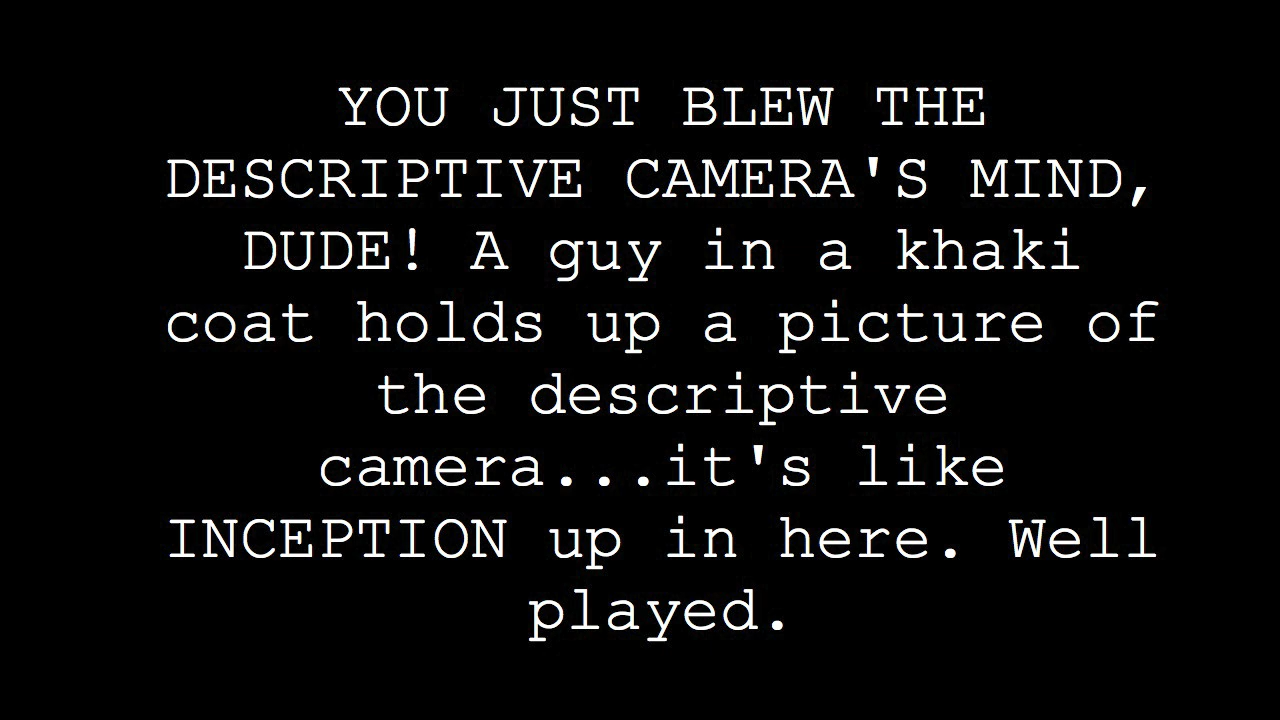 YOU JUST BLEW THE
DESCRIPTIVE CAMERA'S MIND,
DUDE! A guy in a khaki
coat holds up a picture of
the descriptive
camera...it's like
INCEPTION up in here. Well
played.